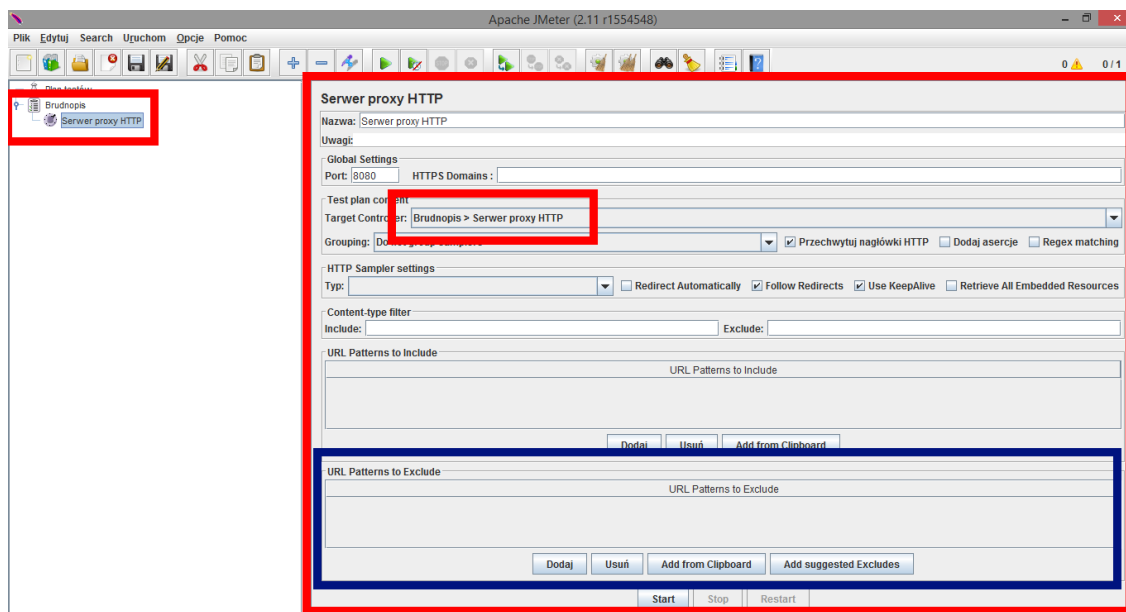 Apache JMeter (2.11 r1554548)
Plik Edytuj Search Uruchom Opcje Pomoc
0 0 / 1
Brudnopis
Serwer proxy HTTP
Serwer proxy HTTP
Nazwa: Serwer proxy HTTP
Uwagi:
Global Settings
Port: 8080 HTTPS Domains :
Test plan content
Target Controller: Brudnopis > Serwer proxy HTTP
Grouping: Do not group samplers Przechwytuj nagłówki HTTP Dodaj asercje Regex matching
HTTP Sampler settings
Typ: Redirect Automatically Follow Redirects Use KeepAlive Retrieve All Embedded Resources
Content-type filter
Include: Exclude:
URL Patterns to Include
URL Patterns to Include
Dodaj Usuń Add from Clipboard
URL Patterns to Exclude
URL Patterns to Exclude
Dodaj Usuń Add from Clipboard Add suggested Excludes
Start Stop Restart